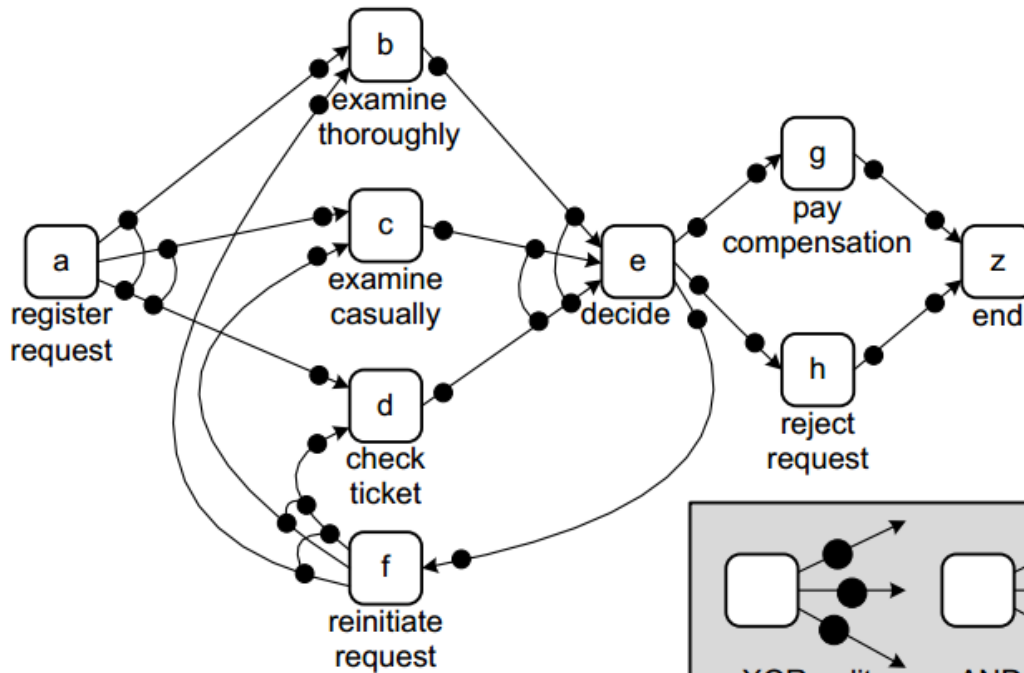 a
register
request
b
examine
thoroughly
c
examine
casually
d
check
ticket
f
reinitiate
request
e
decide
g
pay
compensation
h
reject
request
z
end